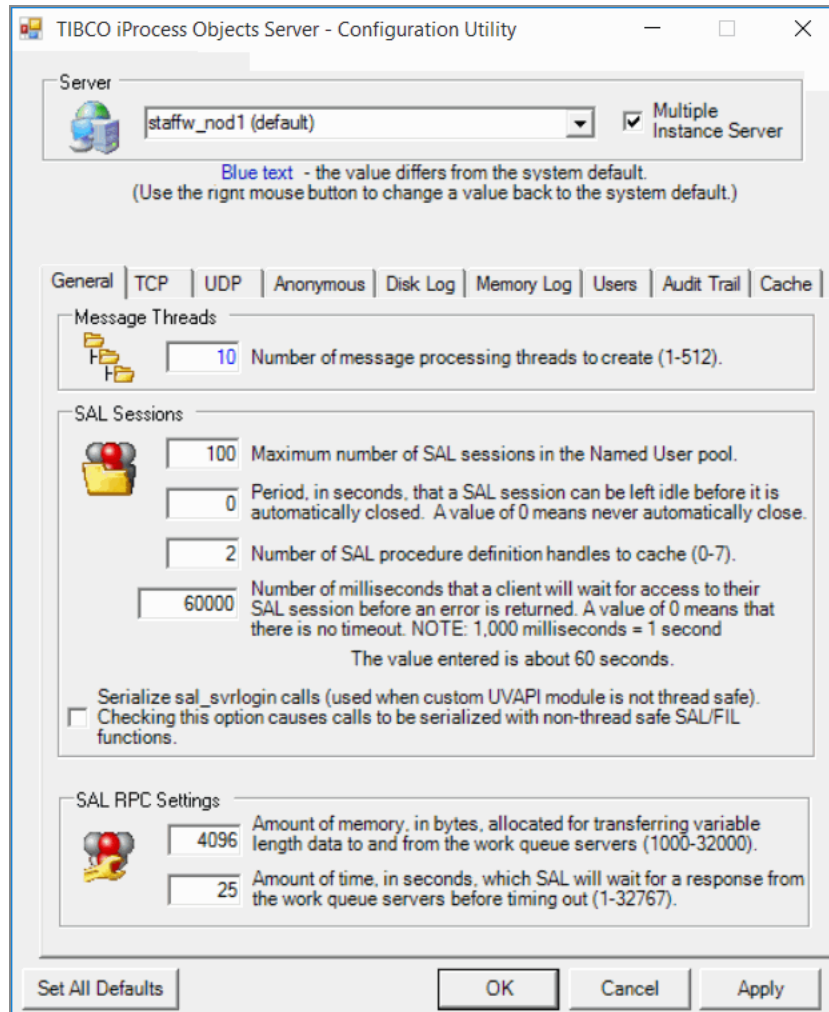 TIBCO iProcess Objects Server - Configuration Utility
Server
staffw_nod1 (default)
Multiple
Instance Server
Blue text - the value differs from the system default.
(Use the right mouse button to change a value back to the system default.)
General TCP UDP Anonymous Disk Log Memory Log Users Audit Trail Cache
Message Threads
10 Number of message processing threads to create (1-512).
SAL Sessions
100 Maximum number of SAL sessions in the Named User pool.
Period, in seconds, that a SAL session can be left idle before it is
0 automatically closed. A value of 0 means never automatically close.
2 Number of SAL procedure definition handles to cache (0-7).
Number of milliseconds that a client will wait for access to their
60000 SAL session before an error is returned. A value of 0 means that
there is no timeout. NOTE: 1,000 milliseconds = 1 second
The value entered is about 60 seconds.
Serialize sal_svrlogin calls (used when custom UVAPI module is not thread safe).
Checking this option causes calls to be serialized with non-thread safe SAL/FIL
functions.
SAL RPC Settings
Amount of memory, in bytes, allocated for transferring variable
4096 length data to and from the work queue servers (1000-32000).
Amount of time, in seconds, which SAL will wait for a response from
25 the work queue servers before timing out (1-32767).
Set All Defaults OK Cancel Apply